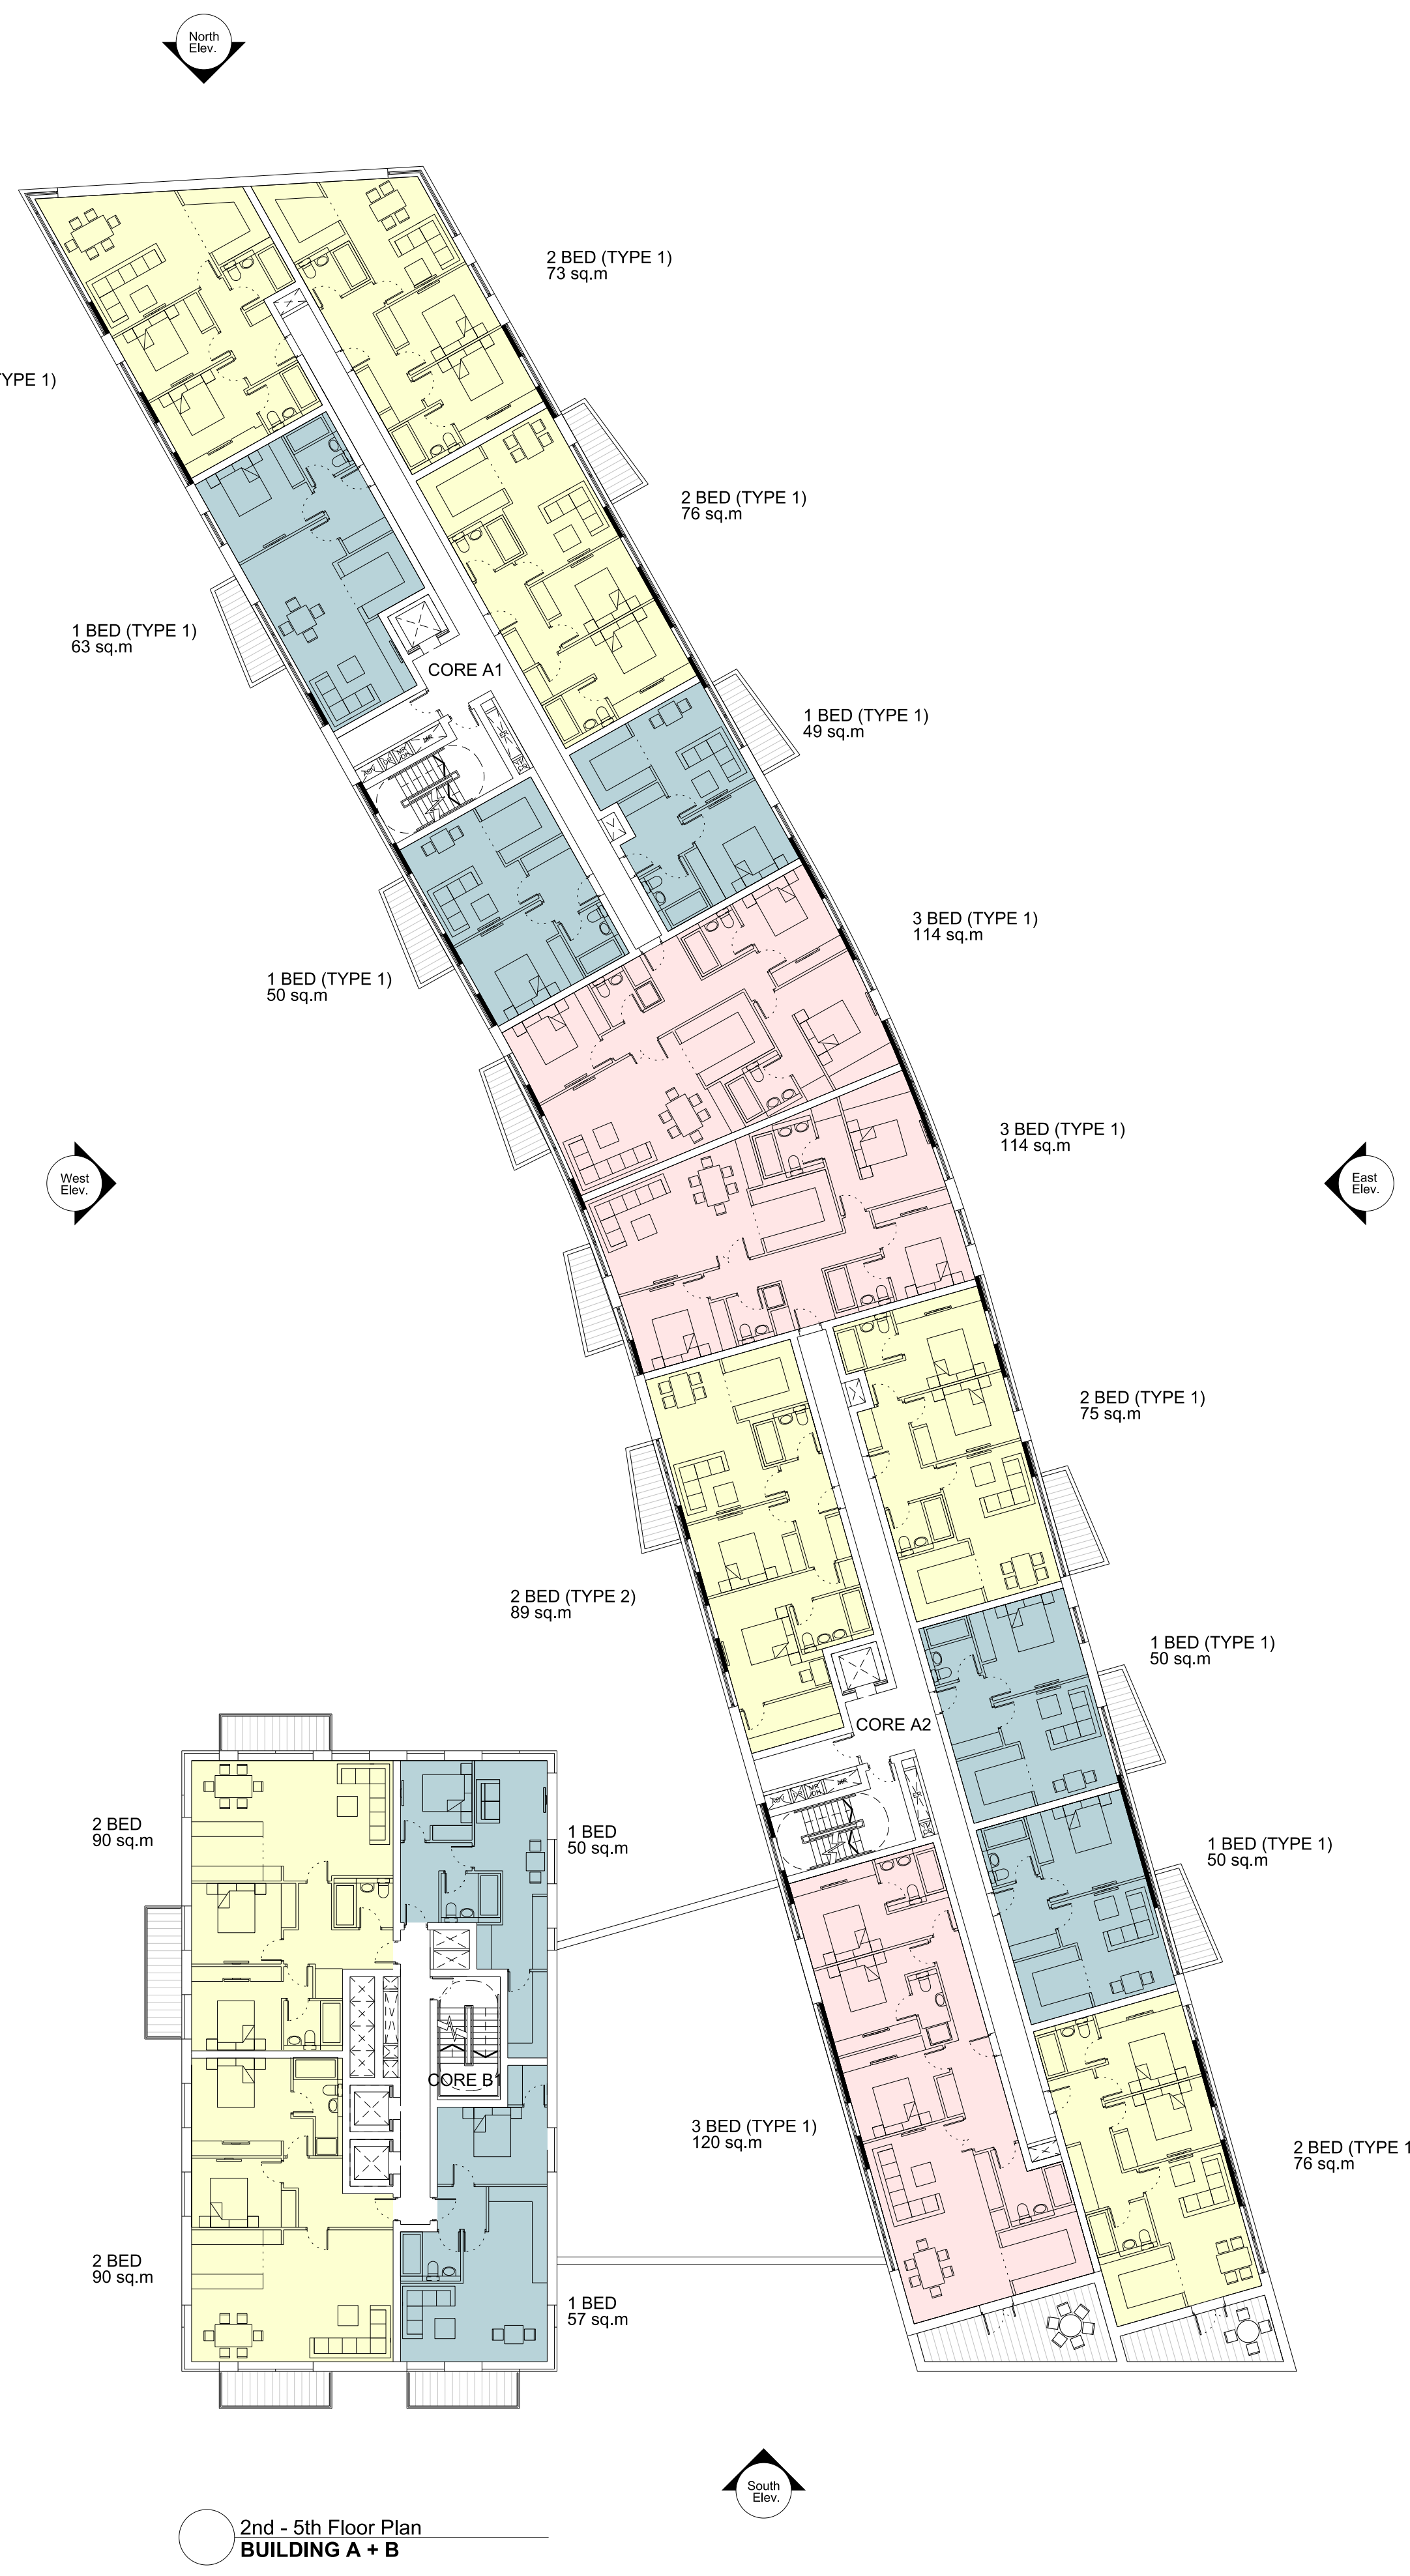 North
Elev.
2 BED (TYPE 1)
73 sq.m
YPE 1)
2 BED (TYPE 1)
76 sq.m
1 BED (TYPE 1)
63 sq.m
CORE A1
1 BED (TYPE 1)
49 sq.m
3 BED (TYPE 1)
114 sq.m
1 BED (TYPE 1)
50 sq.m
3 BED (TYPE 1)
114 sq.m
West
Elev.
East
Elev.
2 BED (TYPE 1)
75 sq.m
2 BED (TYPE 2)
89 sq.m
1 BED (TYPE 1)
50 sq.m
CORE A2
2 BED
90 sq.m
1 BED
50 sq.m
1 BED (TYPE 1)
50 sq.m
CORE B1
3 BED (TYPE 1)
120 sq.m
2 BED (TYPE 1
76 sq.m
2 BED
90 sq.m
1 BED
57 sq.m
South
Elev.
2nd - 5th Floor Plan
BUILDING A + B